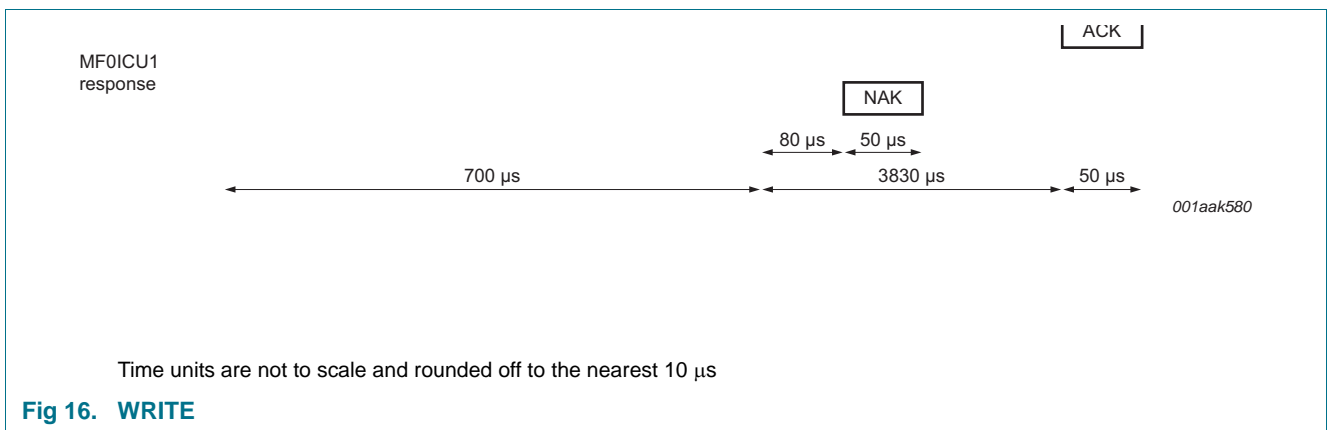 ACK
MF0ICU1
response
NAK
80 µs 50 µs
700 µs 3830 µs 50 µs
001aak580
Time units are not to scale and rounded off to the nearest 10 µs
Fig 16. WRITE